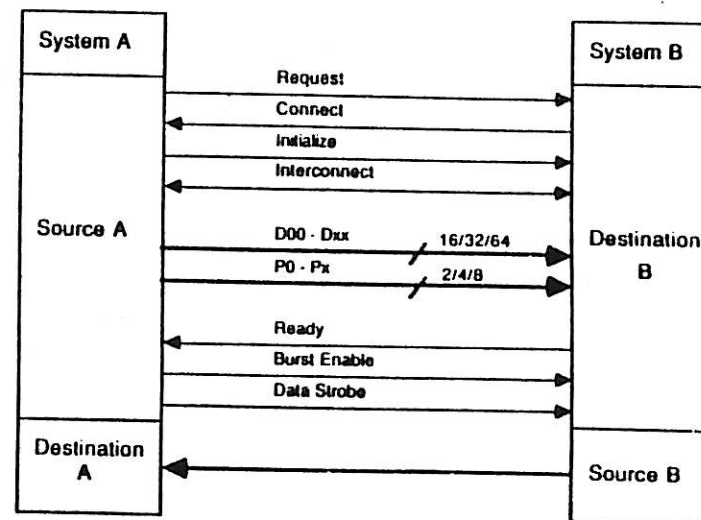 System A
System B
Request
Connect
Initialize
Interconnect
Source A
D00 - Dxx
16/32/64
Destination
B
P0 - Px
2/4/8
Ready
Burst Enable
Data Strobe
Destination
A
Source B